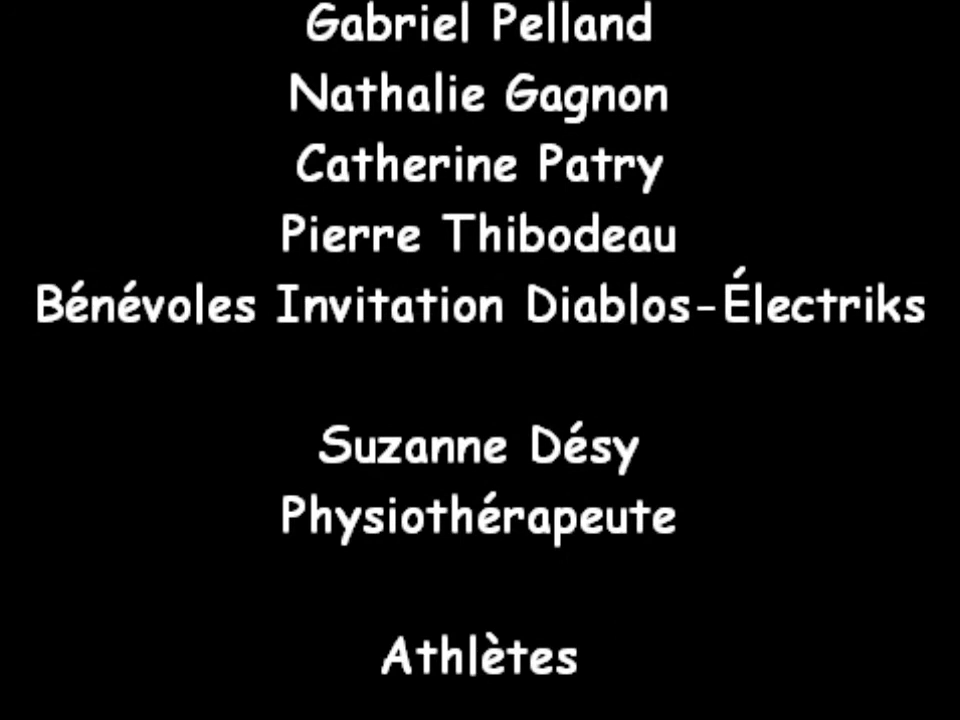 Gabriel Pelland
Nathalie Gagnon
Catherine Patry
Pierre Thibodeau
Bénévoles Invitation Diablos-Électriks
Suzanne Désy
Physiothérapeute
Athlètes